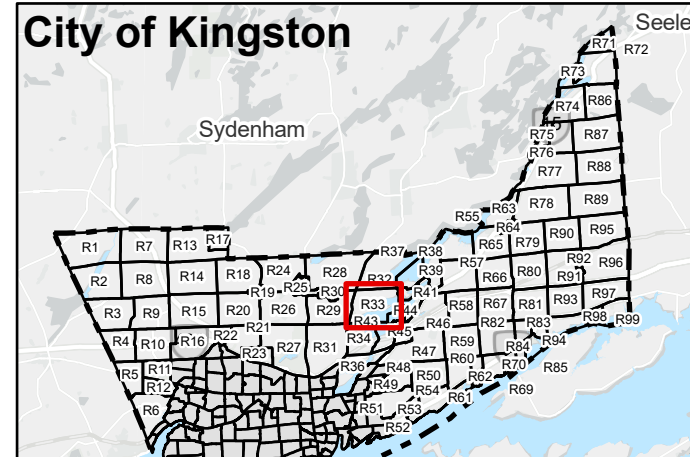 City of Kingston
Seele
R71
R72
R73
Sydenham
R74 R86
15
R75 R87
R76
R77 R88
R78 R89
R55 R63
R64
R1 R7 R13 R17
R37 R38 R65 R79 R90 R95
R2 R8 R14 R18 R24 R28 R32 R39 R57 R66 R80 R92 R96
R91
R19 R25 R30 R41
R3 R9 R15 R20 R26 R29 R33 R44 R58 R67 R81 R93 R97
R21 R43 R46 R82 R83 R98 R99
R4 R10 R16 R22 R27 R31 R34 R45 R59 R84 R94
R23 R47 R60 R70 R85
R5 R11 R36 R48 R50 R62 R69
R12 R49 R54 R61
R6 R51 R53
R52